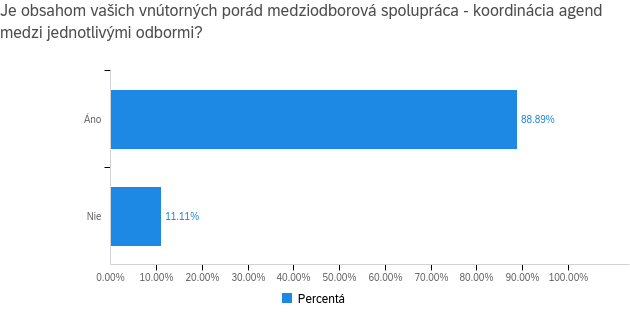 Je obsahom vašich vnútorných porád medziodborová spolupráca - koordinácia agend
medzi jednotlivými odbormi?
Áno
88.89%
Nie
11.11%
0.00% 10.00% 20.00% 30.00% 40.00% 50.00% 60.00% 70.00% 80.00% 90.00% 100.00%
Percentá